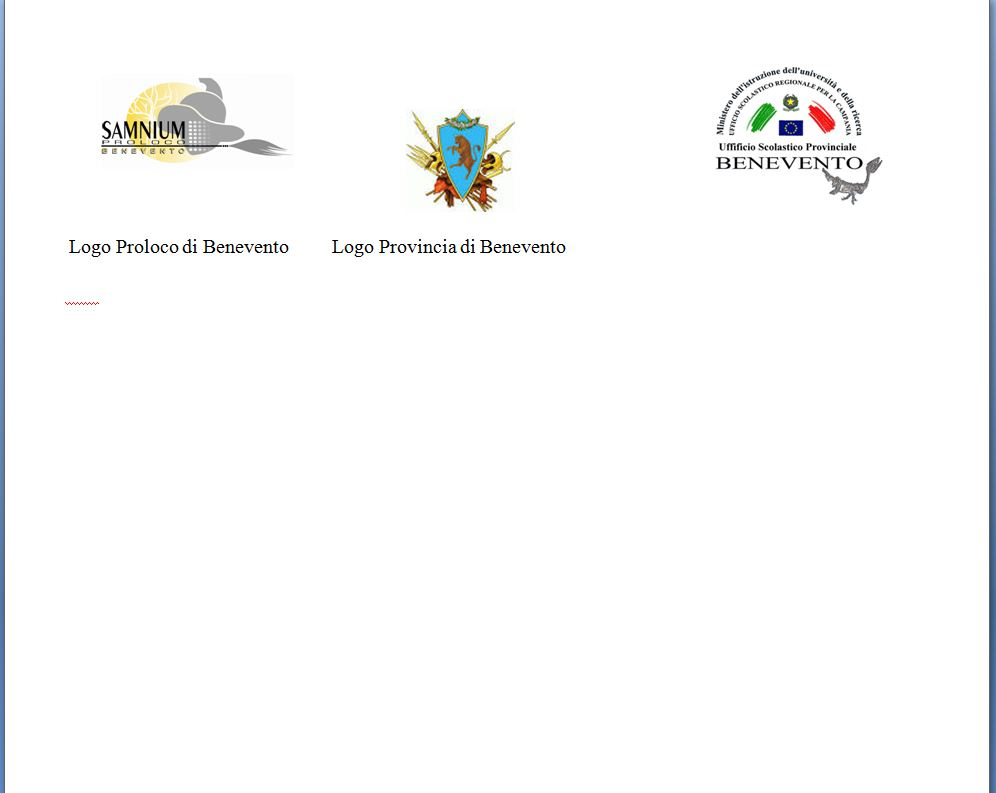 SAMNIUM
PROLOCO
BENEVENTO
Ministero dell'istruzione dell'università e della ricerca
UFFICIO SCOLASTICO REGIONALE PER LA CAMPANIA
Uffificio Scolastico Provinciale
BENEVENTO
Logo Proloco di Benevento
Logo Provincia di Benevento